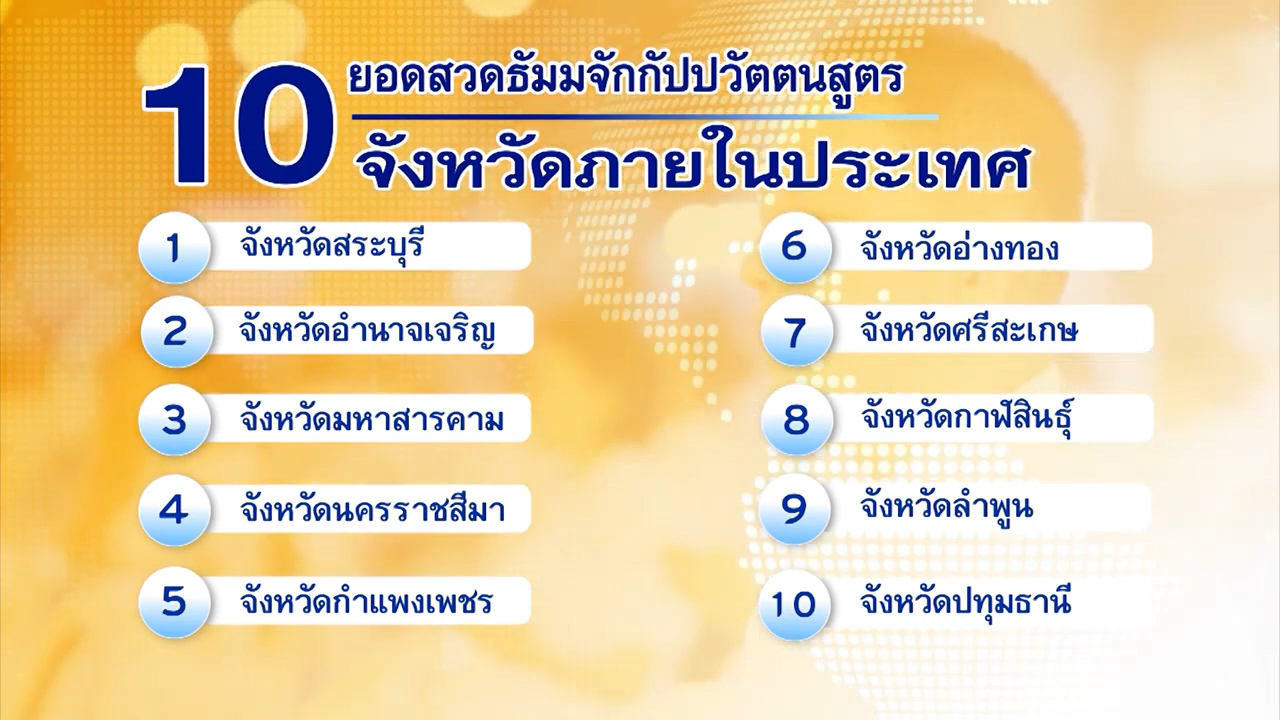 10
ยอดสวดธัมมจักกัปปวัตตนสูตร
จังหวัดภายในประเทศ
1 จังหวัดสระบุรี
2 จังหวัดอำนาจเจริญ
3 จังหวัดมหาสารคาม
4 จังหวัดนครราชสีมา
5 จังหวัดกำแพงเพชร
6 จังหวัดอ่างทอง
7 จังหวัดศรีสะเกษ
8 จังหวัดกาฬสินธุ์
9 จังหวัดลำพูน
10 จังหวัดปทุมธานี